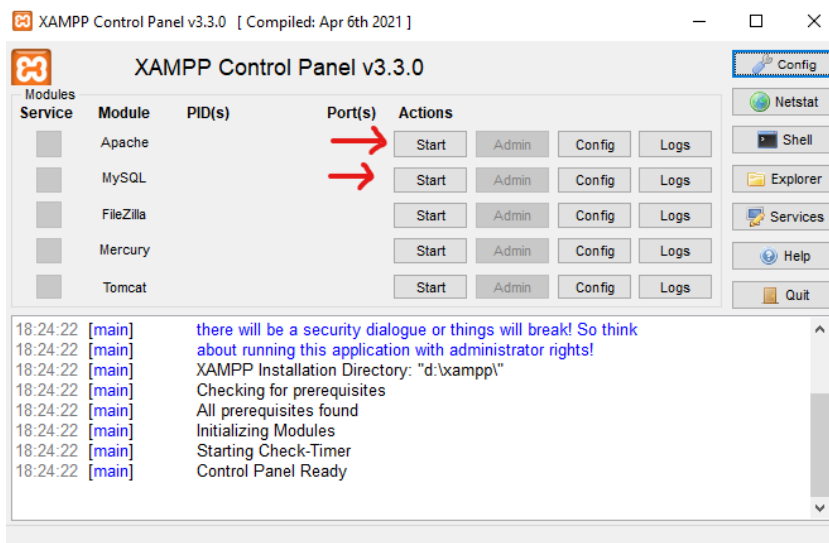 XAMPP Control Panel v3.3.0 [ Compiled: Apr 6th 2021 ]
XAMPP Control Panel v3.3.0
Config
Modules
Service Module PID(s) Port(s) Actions
Netstat
Apache Start Admin Config Logs
Shell
MySQL Start Admin Config Logs
Explorer
FileZilla Start Admin Config Logs
Services
Mercury Start Admin Config Logs
Help
Tomcat Start Admin Config Logs
Quit
18:24:22 [main] there will be a security dialogue or things will break! So think
18:24:22 [main] about running this application with administrator rights!
18:24:22 [main] XAMPP Installation Directory: "d:\xampp\"
18:24:22 [main] Checking for prerequisites
18:24:22 [main] All prerequisites found
18:24:22 [main] Initializing Modules
18:24:22 [main] Starting Check-Timer
18:24:22 [main] Control Panel Ready